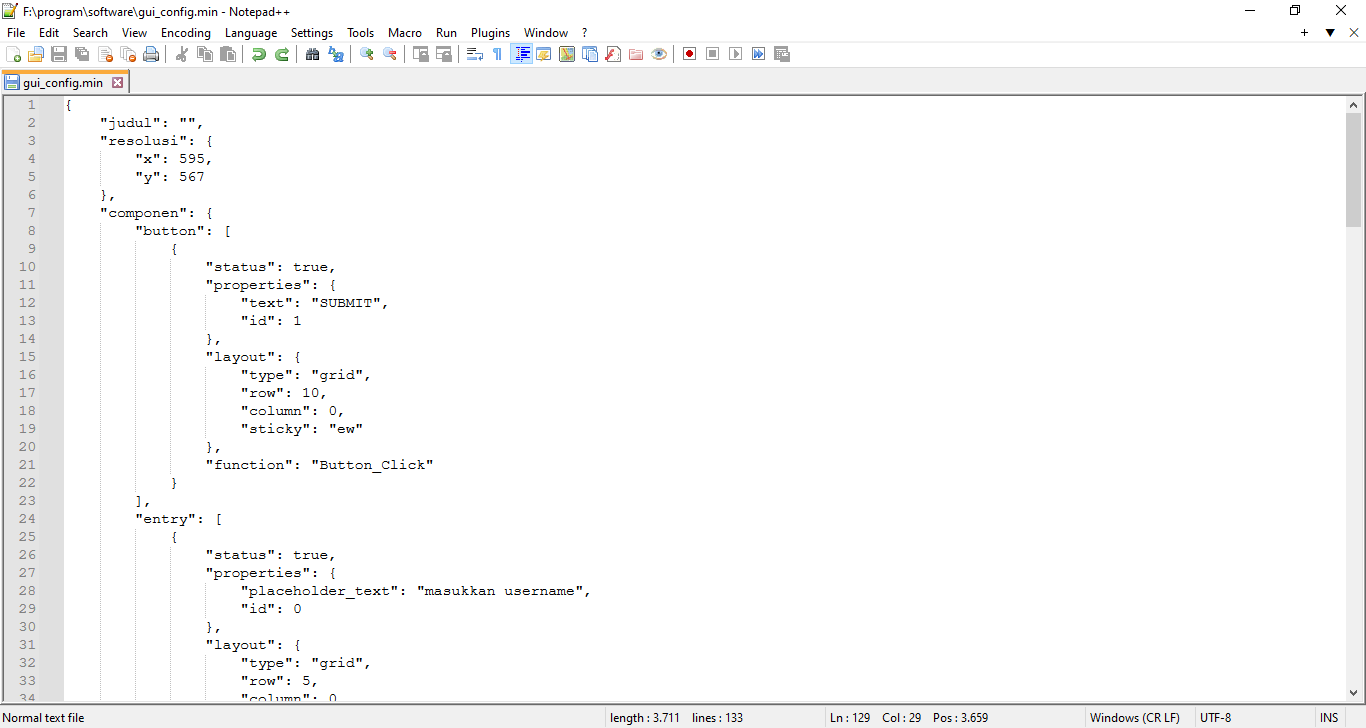 F:\program\software\gui_config.min - Notepad++
File Edit Search View Encoding Language Settings Tools Macro Run Plugins Window ?
gui_config.min
1 {
2 "judul": "",
3 "resolusi": {
4 "x": 595,
5 "y": 567
6 },
7 "componen": {
8 "button": [
9 {
10 "status": true,
11 "properties": {
12 "text": "SUBMIT",
13 "id": 1
14 },
15 "layout": {
16 "type": "grid",
17 "row": 10,
18 "column": 0,
19 "sticky": "ew"
20 },
21 "function": "Button_Click"
22 }
23 ],
24 "entry": [
25 {
26 "status": true,
27 "properties": {
28 "placeholder_text": "masukkan username",
29 "id": 0
30 },
31 "layout": {
32 "type": "grid",
33 "row": 5,
34 "column": 0
Normal text file length : 3.711 lines : 133 Ln : 129 Col : 29 Pos : 3.659 Windows (CR LF) UTF-8 INS